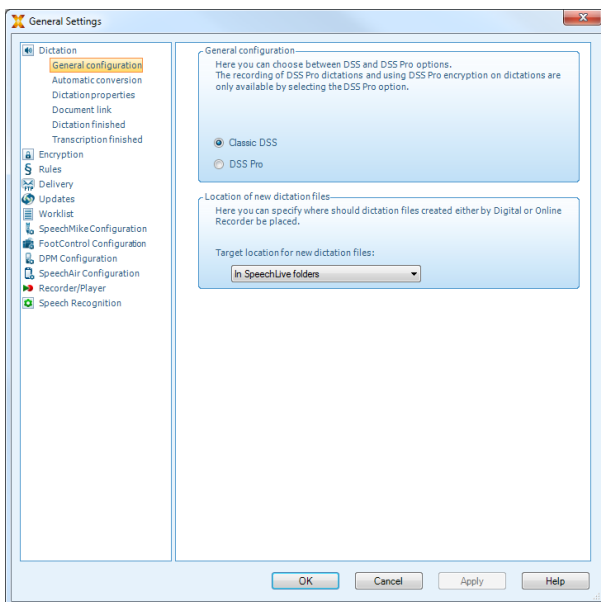 General Settings
Dictation
General configuration
Automatic conversion
Dictation properties
Document link
Dictation finished
Transcription finished
Encryption
Rules
Delivery
Updates
Worklist
SpeechMike Configuration
FootControl Configuration
DPM Configuration
SpeechAir Configuration
Recorder/Player
Speech Recognition
General configuration
Here you can choose between DSS and DSS Pro options.
The recording of DSS Pro dictations and using DSS Pro encryption on dictations are
only available by selecting the DSS Pro option.
Classic DSS
DSS Pro
Location of new dictation files
Here you can specify where should dictation files created either by Digital or Online
Recorder be placed.
Target location for new dictation files:
In SpeechLive folders
OK Cancel Apply Help